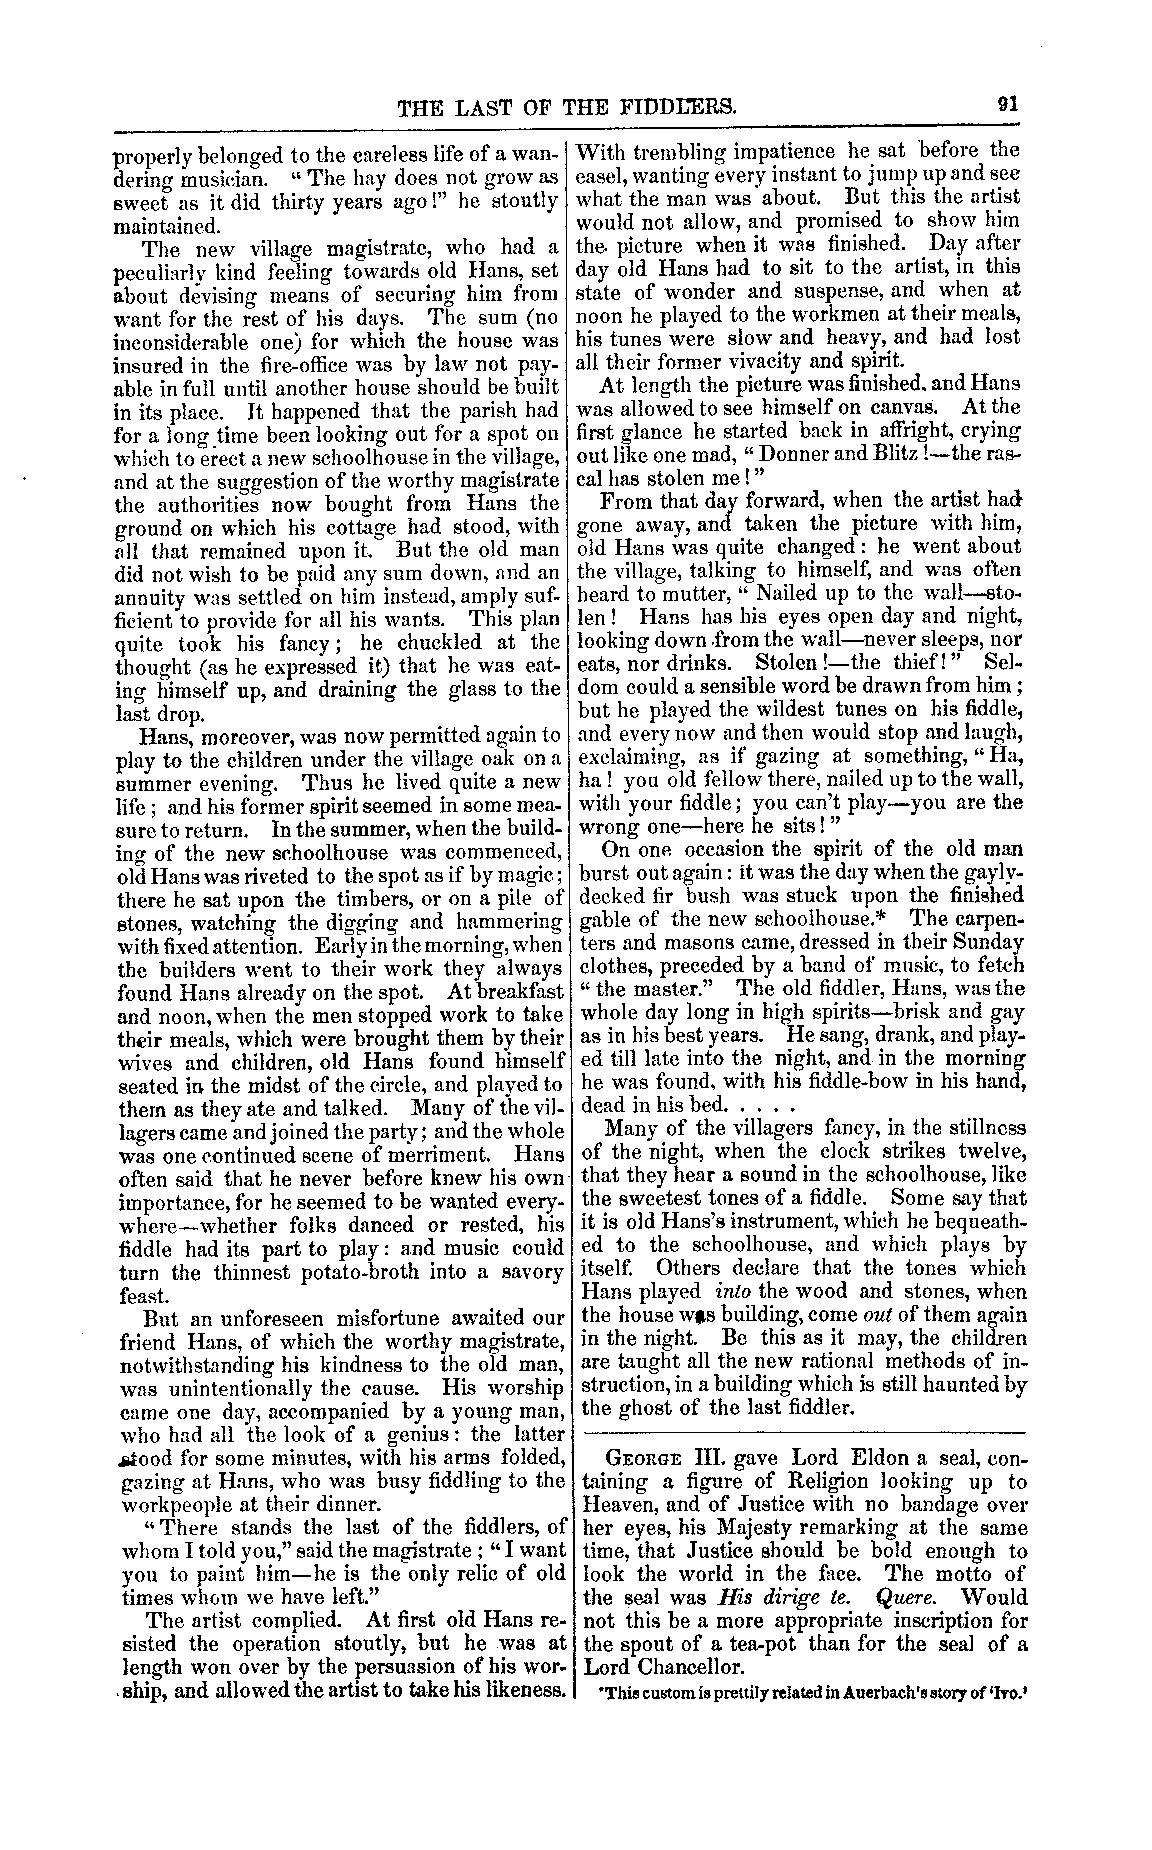 THE LAST OF THE FIDDLERS.
91
properly belonged to the careless life of a wan-
dering musician. "The hay does not grow as
sweet as it did thirty years ago!" he stoutly
maintained.
The new village magistrate, who had a
peculiarly kind feeling towards old Hans, set
about devising means of securing him from
want for the rest of his days. The sum (no
inconsiderable one) for which the house was
insured in the fire-office was by law not pay-
able in full until another house should be built
in its place. It happened that the parish had
for a long time been looking out for a spot on
which to erect a new schoolhouse in the village,
and at the suggestion of the worthy magistrate
the authorities now bought from Hans the
ground on which his cottage had stood, with
all that remained upon it. But the old man
did not wish to be paid any sum down, and an
annuity was settled on him instead, amply suf-
ficient to provide for all his wants. This plan
quite took his fancy; he chuckled at the
thought (as he expressed it) that he was eat-
ing himself up, and draining the glass to the
last drop.
Hans, moreover, was now permitted again to
play to the children under the village oak on a
summer evening. Thus he lived quite a new
life; and his former spirit seemed in some mea-
sure to return. In the summer, when the build-
ing of the new schoolhouse was commenced,
old Hans was riveted to the spot as if by magic;
there he sat upon the timbers, or on a pile of
stones, watching the digging and hammering
with fixed attention. Early in the morning, when
the builders went to their work they always
found Hans already on the spot. At breakfast
and noon, when the men stopped work to take
their meals, which were brought them by their
wives and children, old Hans found himself
seated in the midst of the circle, and played to
them as they ate and talked. Many of the vil-
lagers came and joined the party; and the whole
was one continued scene of merriment. Hans
often said that he never before knew his own
importance, for he seemed to be wanted every-
where—whether folks danced or rested, his
fiddle had its part to play: and music could
turn the thinnest potato-broth into a savory
feast.
But an unforeseen misfortune awaited our
friend Hans, of which the worthy magistrate,
notwithstanding his kindness to the old man,
was unintentionally the cause. His worship
came one day, accompanied by a young man,
who had all the look of a genius: the latter
stood for some minutes, with his arms folded,
gazing at Hans, who was busy fiddling to the
workpeople at their dinner.
"There stands the last of the fiddlers, of
whom I told you," said the magistrate; "I want
you to paint him—he is the only relic of old
times whom we have left."
The artist complied. At first old Hans re-
sisted the operation stoutly, but he was at
length won over by the persuasion of his wor-
ship, and allowed the artist to take his likeness.
With trembling impatience he sat before the
easel, wanting every instant to jump up and see
what the man was about. But this the artist
would not allow, and promised to show him
the picture when it was finished. Day after
day old Hans had to sit to the artist, in this
state of wonder and suspense, and when at
noon he played to the workmen at their meals,
his tunes were slow and heavy, and had lost
all their former vivacity and spirit.
At length the picture was finished, and Hans
was allowed to see himself on canvas. At the
first glance he started back in affright, crying
out like one mad, "Donner and Blitz!—the ras-
cal has stolen me!"
From that day forward, when the artist had
gone away, and taken the picture with him,
old Hans was quite changed: he went about
the village, talking to himself, and was often
heard to mutter, "Nailed up to the wall—sto-
len! Hans has his eyes open day and night,
looking down from the wall—never sleeps, nor
eats, nor drinks. Stolen!—the thief!" Sel-
dom could a sensible word be drawn from him;
but he played the wildest tunes on his fiddle,
and every now and then would stop and laugh,
exclaiming, as if gazing at something, "Ha,
ha! you old fellow there, nailed up to the wall,
with your fiddle; you can't play—you are the
wrong one—here he sits!"
On one occasion the spirit of the old man
burst out again: it was the day when the gayly-
decked fir bush was stuck upon the finished
gable of the new schoolhouse.* The carpen-
ters and masons came, dressed in their Sunday
clothes, preceded by a band of music, to fetch
"the master." The old fiddler, Hans, was the
whole day long in high spirits—brisk and gay
as in his best years. He sang, drank, and play-
ed till late into the night, and in the morning
he was found, with his fiddle-bow in his hand,
dead in his bed. . . . . .
Many of the villagers fancy, in the stillness
of the night, when the clock strikes twelve,
that they hear a sound in the schoolhouse, like
the sweetest tones of a fiddle. Some say that
it is old Hans's instrument, which he bequeath-
ed to the schoolhouse, and which plays by
itself. Others declare that the tones which
Hans played into the wood and stones, when
the house was building, come out of them again
in the night. Be this as it may, the children
are taught all the new rational methods of in-
struction, in a building which is still haunted by
the ghost of the last fiddler.
GEORGE III. gave Lord Eldon a seal, con-
taining a figure of Religion looking up to
Heaven, and of Justice with no bandage over
her eyes, his Majesty remarking at the same
time, that Justice should be bold enough to
look the world in the face. The motto of
the seal was His dirige te. Quere. Would
not this be a more appropriate inscription for
the spout of a tea-pot than for the seal of a
Lord Chancellor.
*This custom is prettily related in Auerbach's story of 'Ivo.'